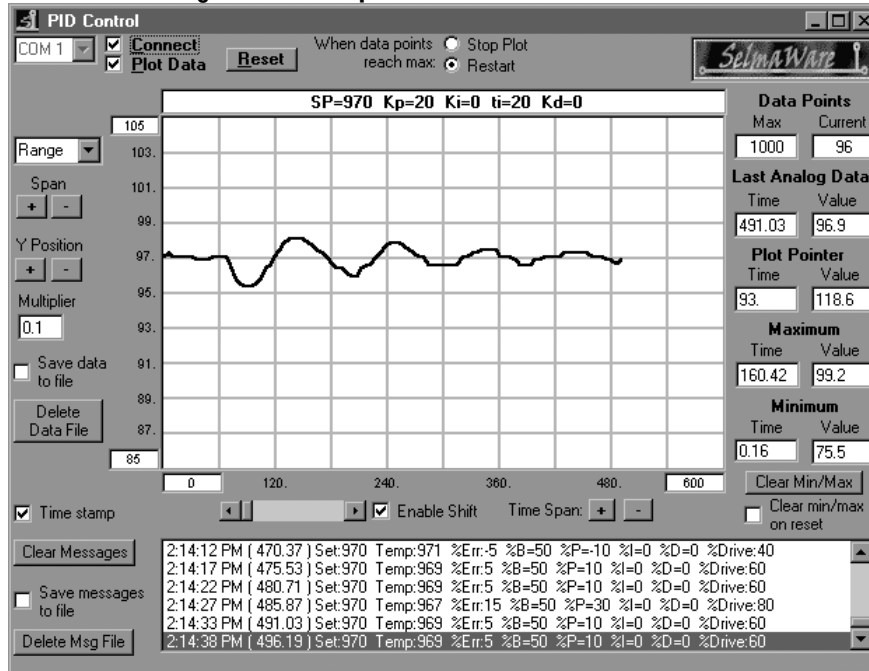 PID Control
COM 1
Connect
Plot Data
Reset
When data points reach max:
Stop Plot
Restart
SelmaWare
SP=970 Kp=20 Ki=0 ti=20 Kd=0
105
103.
101.
99.
97.
95.
93.
91.
89.
87.
85
0
120.
240.
360.
480.
600
Range
Span
+ -
Y Position
+ -
Multiplier
0.1
Save data
to file
Delete
Data File
Time stamp
Enable Shift
Time Span: + -
Data Points
Max Current
1000 96
Last Analog Data
Time Value
491.03 96.9
Plot Pointer
Time Value
93. 118.6
Maximum
Time Value
160.42 99.2
Minimum
Time Value
0.16 75.5
Clear Min/Max
Clear min/max
on reset
Clear Messages
Save messages
to file
Delete Msg File
2:14:12 PM ( 470.37 ) Set:970 Temp:971 %Err:-5 %B=50 %P=-10 %I=0 %D=0 %Drive:40
2:14:17 PM ( 475.53 ) Set:970 Temp:969 %Err:5 %B=50 %P=10 %I=0 %D=0 %Drive:60
2:14:22 PM ( 480.71 ) Set:970 Temp:969 %Err:5 %B=50 %P=10 %I=0 %D=0 %Drive:60
2:14:27 PM ( 485.87 ) Set:970 Temp:967 %Err:15 %B=50 %P=30 %I=0 %D=0 %Drive:80
2:14:33 PM ( 491.03 ) Set:970 Temp:969 %Err:5 %B=50 %P=10 %I=0 %D=0 %Drive:60
2:14:38 PM ( 496.19 ) Set:970 Temp:969 %Err:5 %B=50 %P=10 %I=0 %D=0 %Drive:60